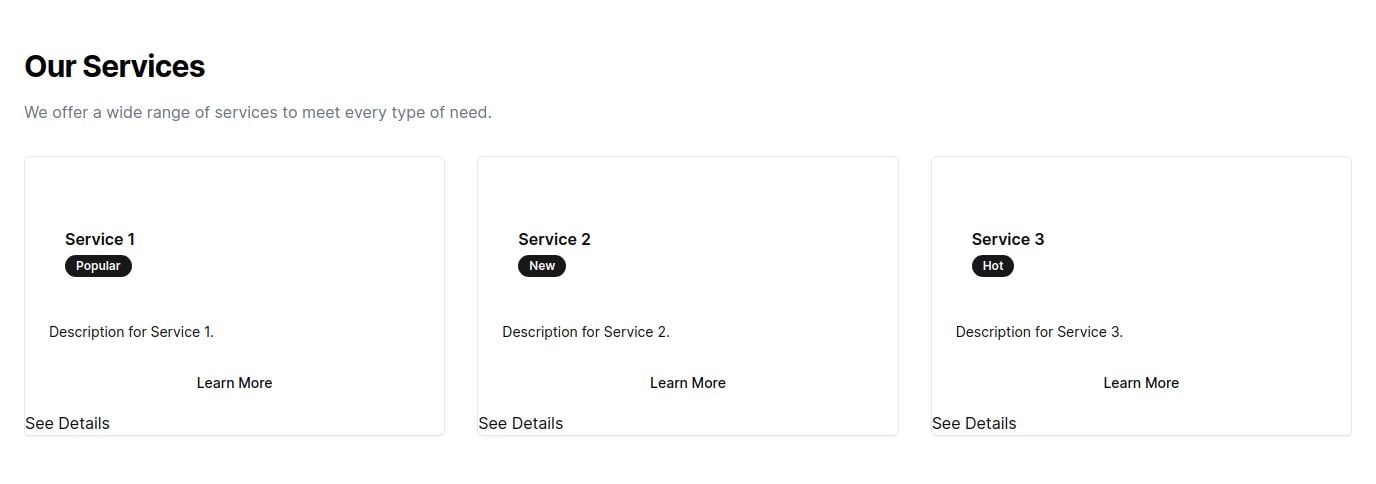 Our Services
We offer a wide range of services to meet every type of need.
Service 1
Popular
Description for Service 1.
Learn More
See Details
Service 2
New
Description for Service 2.
Learn More
See Details
Service 3
Hot
Description for Service 3.
Learn More
See Details